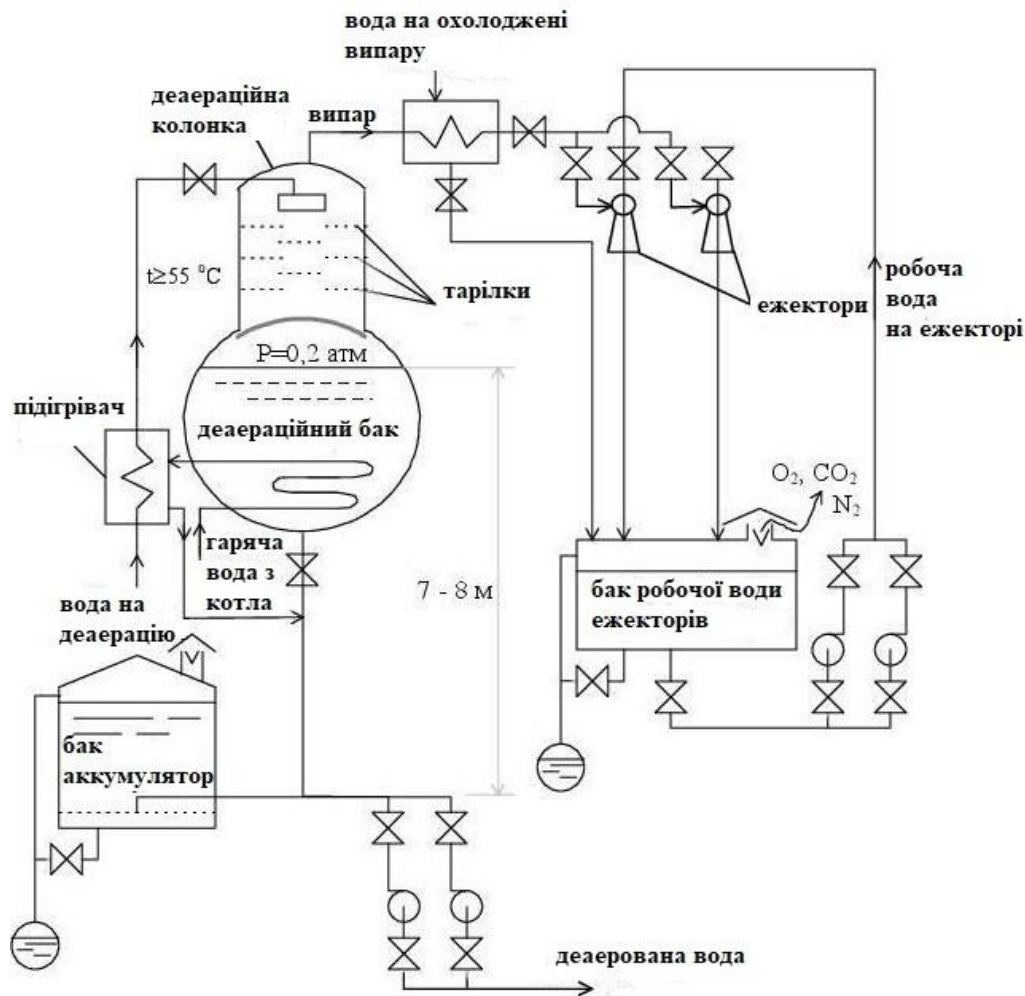 вода на охолоджені
випару
деаераційна
колонка
випар
t≥55 °C
тарілки
ежектори
робоча
вода
на ежекторі
P=0,2 атм
підігрівач
деаераційний бак
O₂, CO₂
N₂
гаряча
вода з
котла
7 - 8 м
вода на
деаерацію
бак робочої води
ежекторів
бак
аккумулятор
деаерована вода